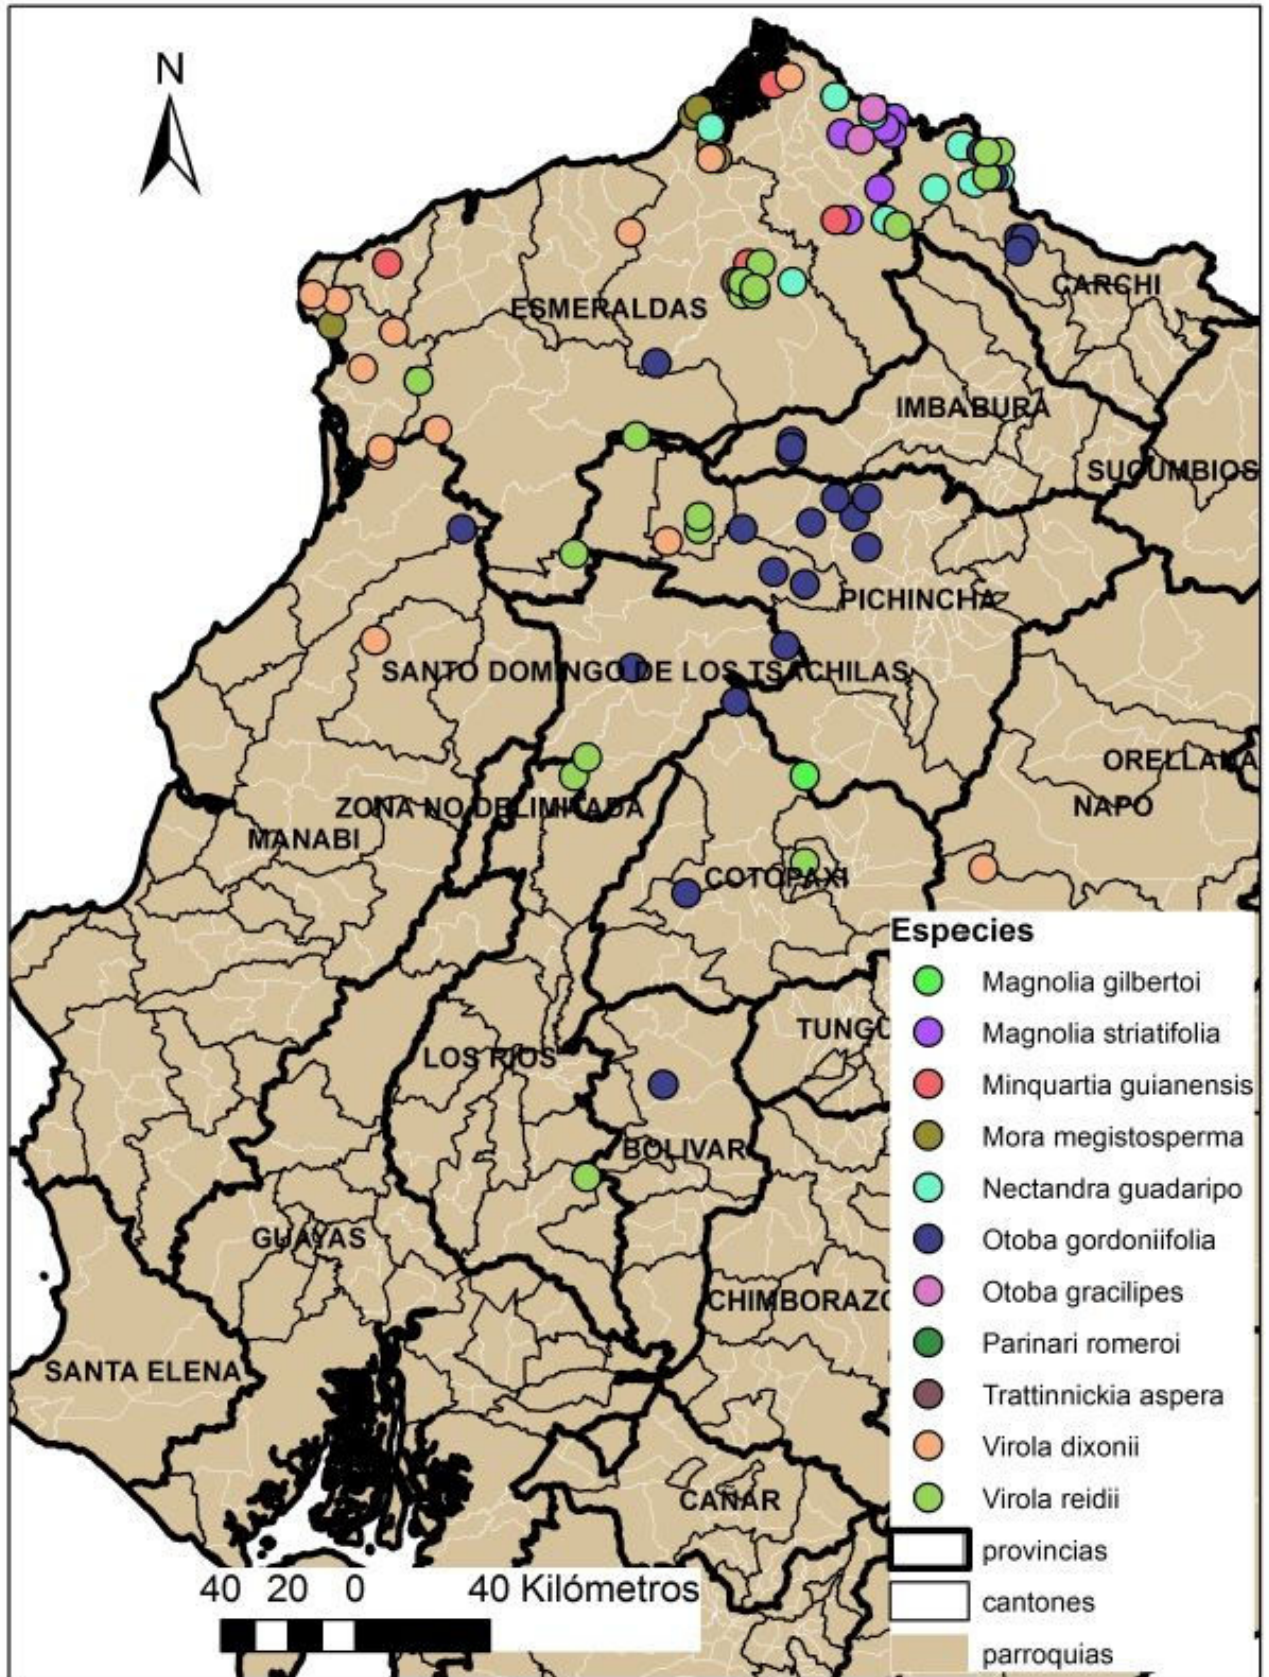 N
ESMERALDAS
CARCHI
IMBABURA
SUCUMBIOS
PICHINCHA
SANTO DOMINGO DE LOS TSACHILAS
ORELLANA
NAPO
ZONA NO DELIMITADA
MANABI
COTOPAXI
TUNGU
LOS RIOS
BOLIVAR
GUAYAS
CHIMBORAZO
SANTA ELENA
CAÑAR
Especies
Magnolia gilbertoi
Magnolia striatifolia
Minquartia guianensis
Mora megistosperma
Nectandra guadaripo
Otoba gordoniifolia
Otoba gracilipes
Parinari romeroi
Trattinnickia aspera
Virola dixonii
Virola reidii
provincias
cantones
parroquias
40 20 0 40 Kilómetros